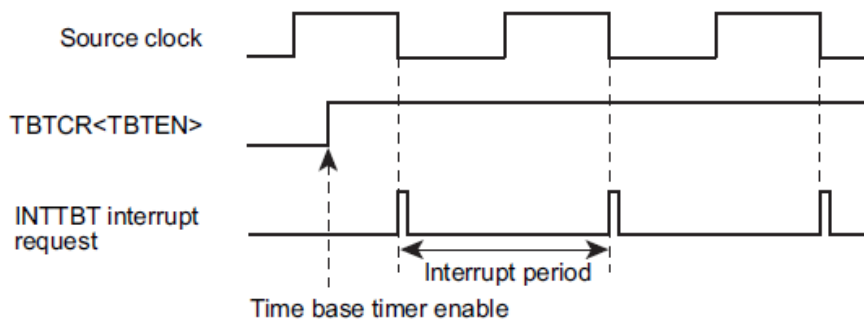 Source clock
TBTCR<TBTEN>
INTTBT interrupt
request
Interrupt period
Time base timer enable